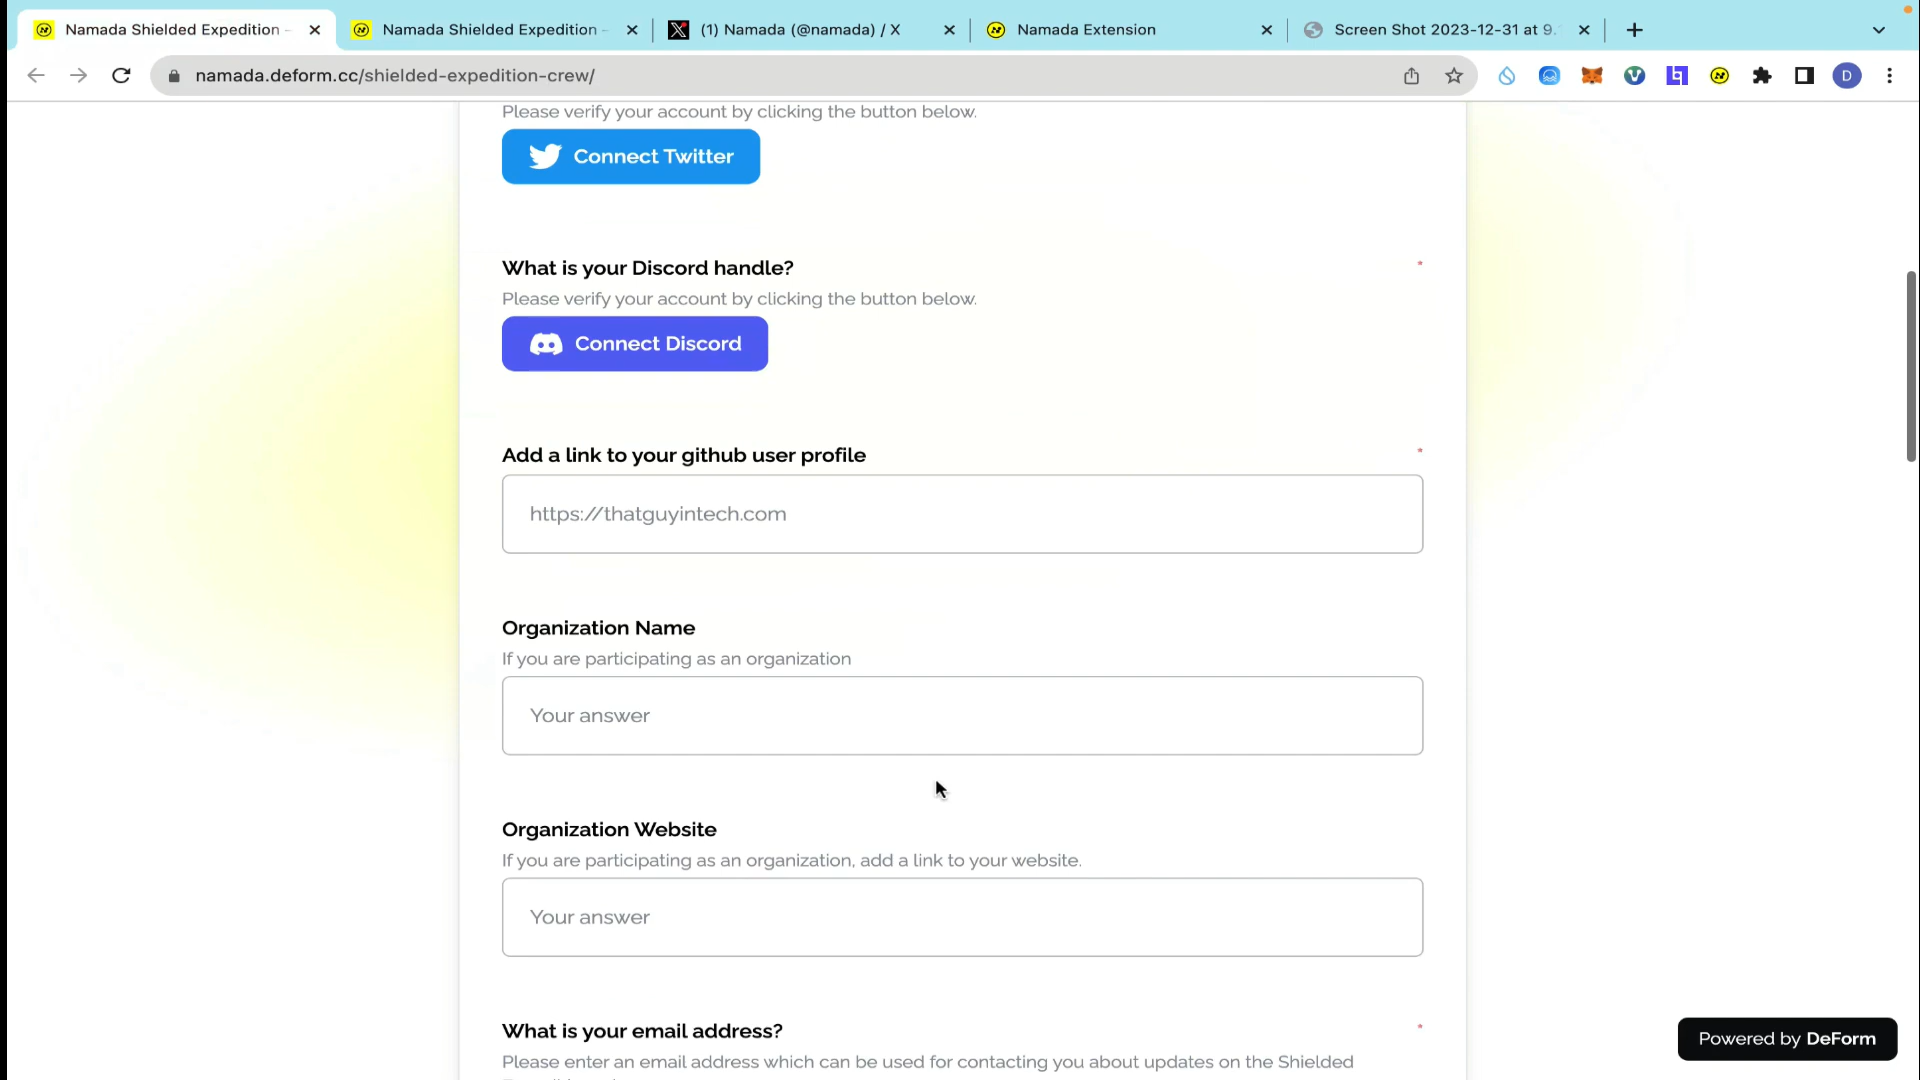 Namada Shielded Expedition -
Namada Shielded Expedition -
(1) Namada (@namada) / X
Namada Extension
Screen Shot 2023-12-31 at 9.
namada.deform.cc/shielded-expedition-crew/
D
Please verify your account by clicking the button below.
Connect Twitter
What is your Discord handle? *
Please verify your account by clicking the button below.
Connect Discord
Add a link to your github user profile *
https://thatguyintech.com
Organization Name
If you are participating as an organization
Your answer
Organization Website
If you are participating as an organization, add a link to your website.
Your answer
What is your email address? *
Please enter an email address which can be used for contacting you about updates on the Shielded
Powered by DeForm